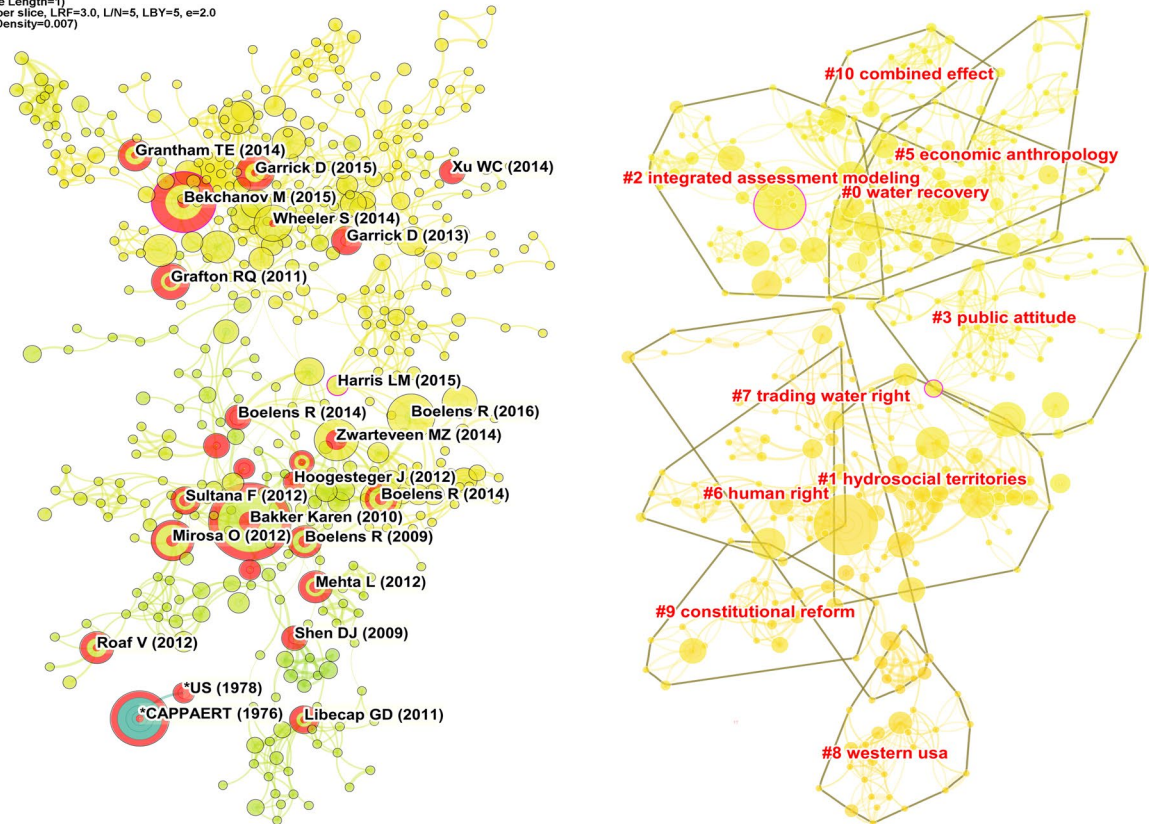 e Length=1)
per slice, LRF=3.0, L/N=5, LBY=5, e=2.0
Density=0.007)
Grantham TE (2014)
Garrick D (2015)
Xu WC (2014)
Bekchanov M (2015)
Wheeler S (2014)
Garrick D (2013)
Grafton RQ (2011)
Harris LM (2015)
Boelens R (2014)
Boelens R (2016)
Zwarteveen MZ (2014)
Hoogesteger J (2012)
Sultana F (2012)
Boelens R (2014)
Bakker Karen (2010)
Mirosa O (2012)
Boelens R (2009)
Mehta L (2012)
Shen DJ (2009)
Roaf V (2012)
*US (1978)
*CAPPAERT (1976)
Libecap GD (2011)
#10 combined effect
#5 economic anthropology
#2 integrated assessment modeling
#0 water recovery
#3 public attitude
#7 trading water right
#1 hydrosocial territories
#6 human right
#9 constitutional reform
#8 western usa